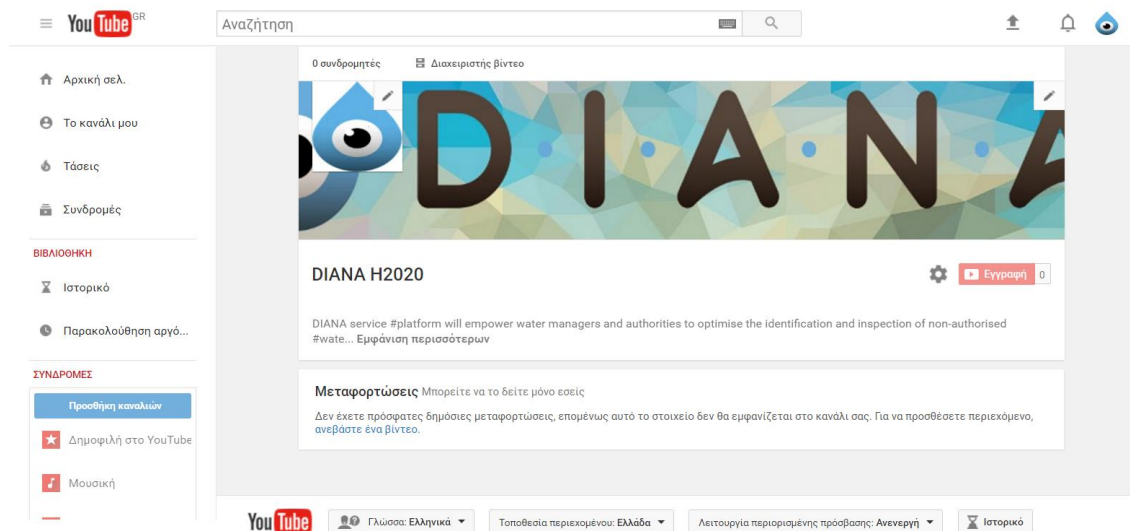 YouTube GR
Αναζήτηση
Αρχική σελ.
Το κανάλι μου
Τάσεις
Συνδρομές
ΒΙΒΛΙΟΘΗΚΗ
Ιστορικό
Παρακολούθηση αργό...
ΣΥΝΔΡΟΜΕΣ
Προσθήκη καναλιών
Δημοφιλή στο YouTube
Μουσική
0 συνδρομητές Διαχειριστής βίντεο
D·I·A·N·A
DIANA H2020
Εγγραφή 0
DIANA service #platform will empower water managers and authorities to optimise the identification and inspection of non-authorised
#wate... Εμφάνιση περισσότερων
Μεταφορτώσεις Μπορείτε να το δείτε μόνο εσείς
Δεν έχετε πρόσφατες δημόσιες μεταφορτώσεις, επομένως αυτό το στοιχείο δεν θα εμφανίζεται στο κανάλι σας. Για να προσθέσετε περιεχόμενο,
ανεβάστε ένα βίντεο.
YouTube Γλώσσα: Ελληνικά Τοποθεσία περιεχομένου: Ελλάδα Λειτουργία περιορισμένης πρόσβασης: Ανενεργή Ιστορικό